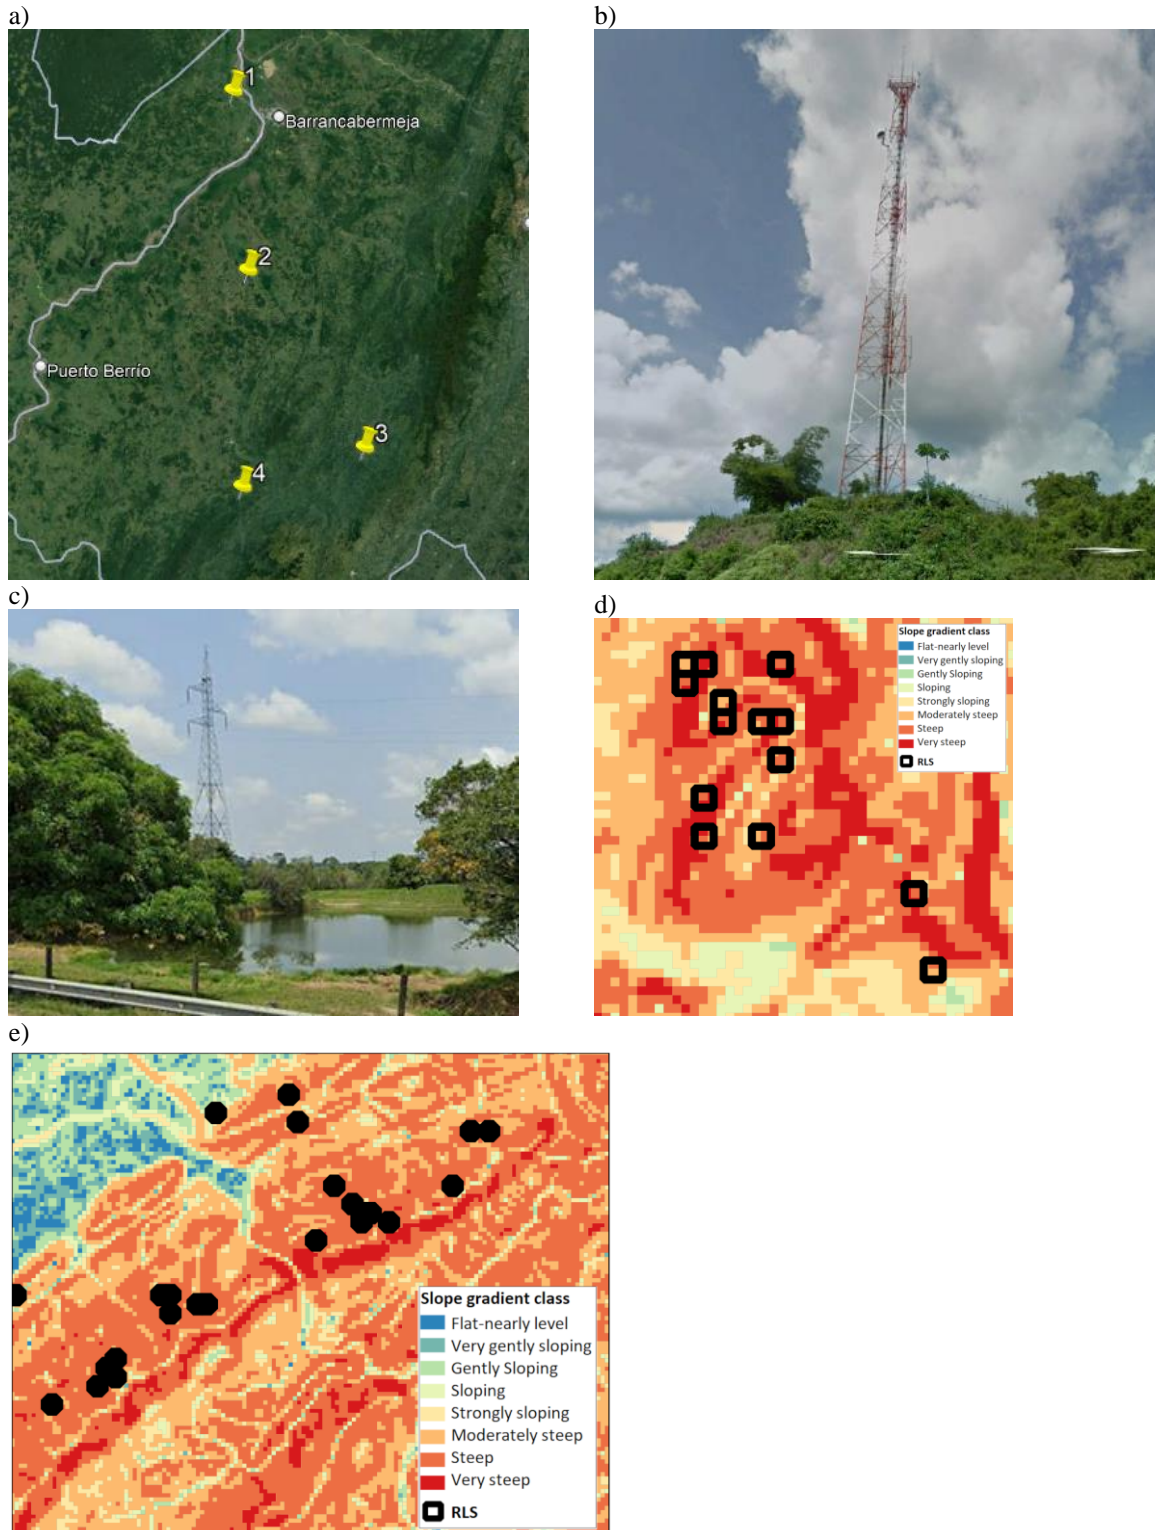 a)
b)
1
Barrancabermeja
2
Puerto Berrío
3
4
c)
d)
Slope gradient class
Flat-nearly level
Very gently sloping
Gently Sloping
Sloping
Strongly sloping
Moderately steep
Steep
Very steep
RLS
e)
Slope gradient class
Flat-nearly level
Very gently sloping
Gently Sloping
Sloping
Strongly sloping
Moderately steep
Steep
Very steep
RLS